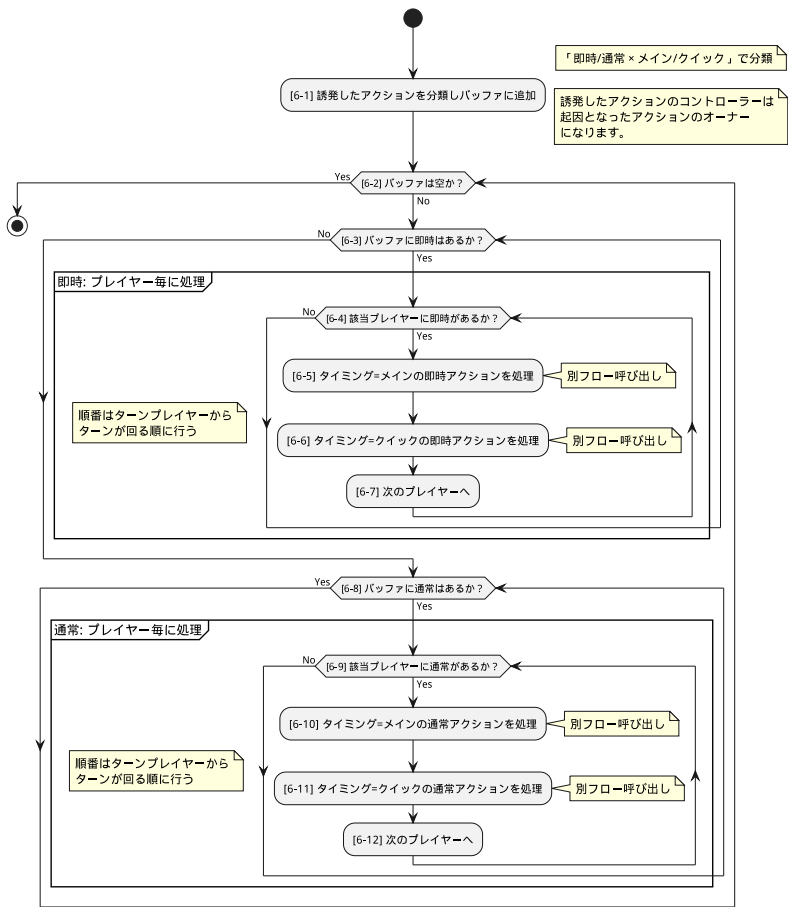 「即時/通常 × メイン/クイック」で分類
[6-1] 誘発したアクションを分類しバッファに追加
誘発したアクションのコントローラーは
起因となったアクションのオーナー
になります。
Yes
[6-2] バッファは空か？
No
No
[6-3] バッファに即時はあるか？
Yes
即時: プレイヤー毎に処理
No
[6-4] 該当プレイヤーに即時があるか？
Yes
[6-5] タイミング=メインの即時アクションを処理
別フロー呼び出し
順番はターンプレイヤーから
ターンが回る順に行う
[6-6] タイミング=クイックの即時アクションを処理
別フロー呼び出し
[6-7] 次のプレイヤーへ
Yes
[6-8] バッファに通常はあるか？
Yes
通常: プレイヤー毎に処理
No
[6-9] 該当プレイヤーに通常があるか？
Yes
[6-10] タイミング=メインの通常アクションを処理
別フロー呼び出し
順番はターンプレイヤーから
ターンが回る順に行う
[6-11] タイミング=クイックの通常アクションを処理
別フロー呼び出し
[6-12] 次のプレイヤーへ